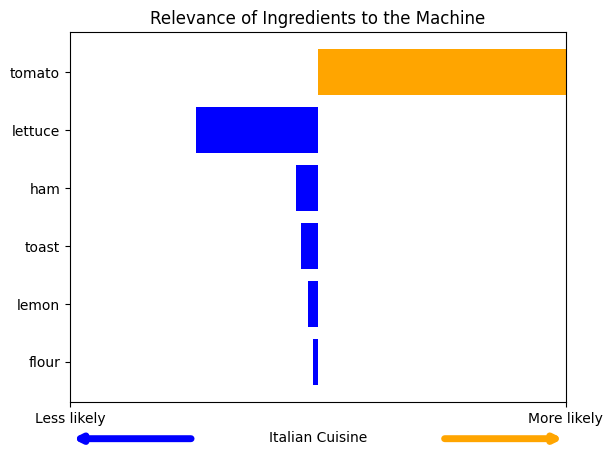 Relevance of Ingredients to the Machine
tomato
lettuce
ham
toast
lemon
flour
Less likely
More likely
Italian Cuisine